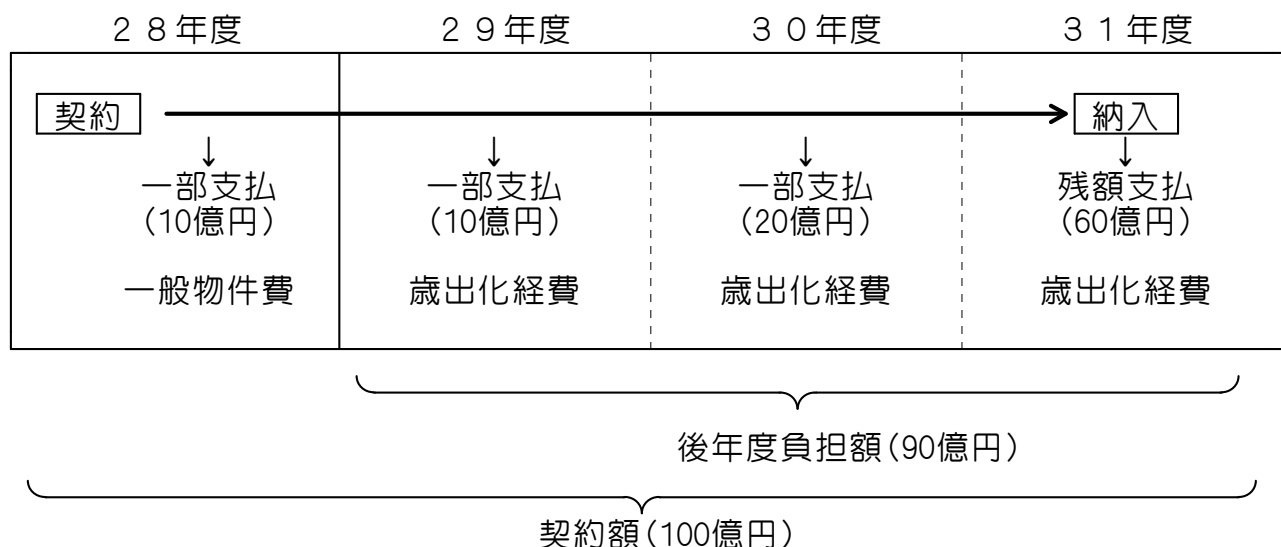 ２８年度 ２９年度 ３０年度 ３１年度
契約 納入
↓ ↓ ↓ ↓
一部支払 一部支払 一部支払 残額支払
(10億円) (10億円) (20億円) (60億円)
一般物件費 歳出化経費 歳出化経費 歳出化経費
後年度負担額(90億円)
契約額(100億円)